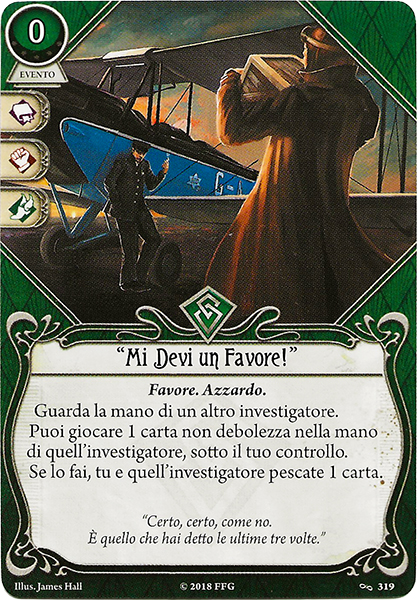 0
EVENTO
G-
"Mi Devi un Favore!"
Favore. Azzardo.
Guarda la mano di un altro investigatore.
Puoi giocare 1 carta non debolezza nella mano
di quell'investigatore, sotto il tuo controllo.
Se lo fai, tu e quell'investigatore pescate 1 carta.
"Certo, certo, come no.
È quello che hai detto le ultime tre volte."
Illus. James Hall © 2018 FFG 319